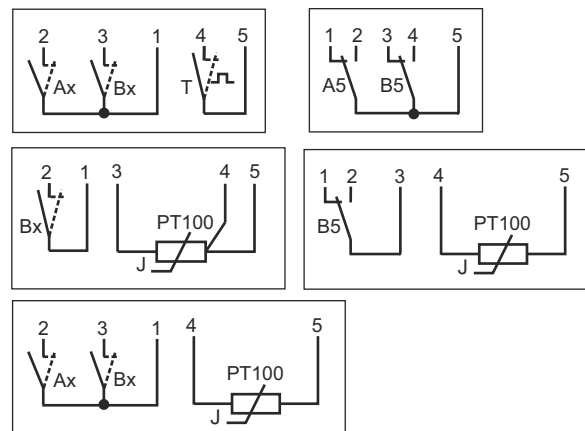 2 3 1 4 5
Ax Bx T
1 2 3 4 5
A5 B5
2 1 3 4 5
Bx PT100
J
1 2 3 4 5
B5 PT100
J
2 3 1 4 5
Ax Bx PT100
J